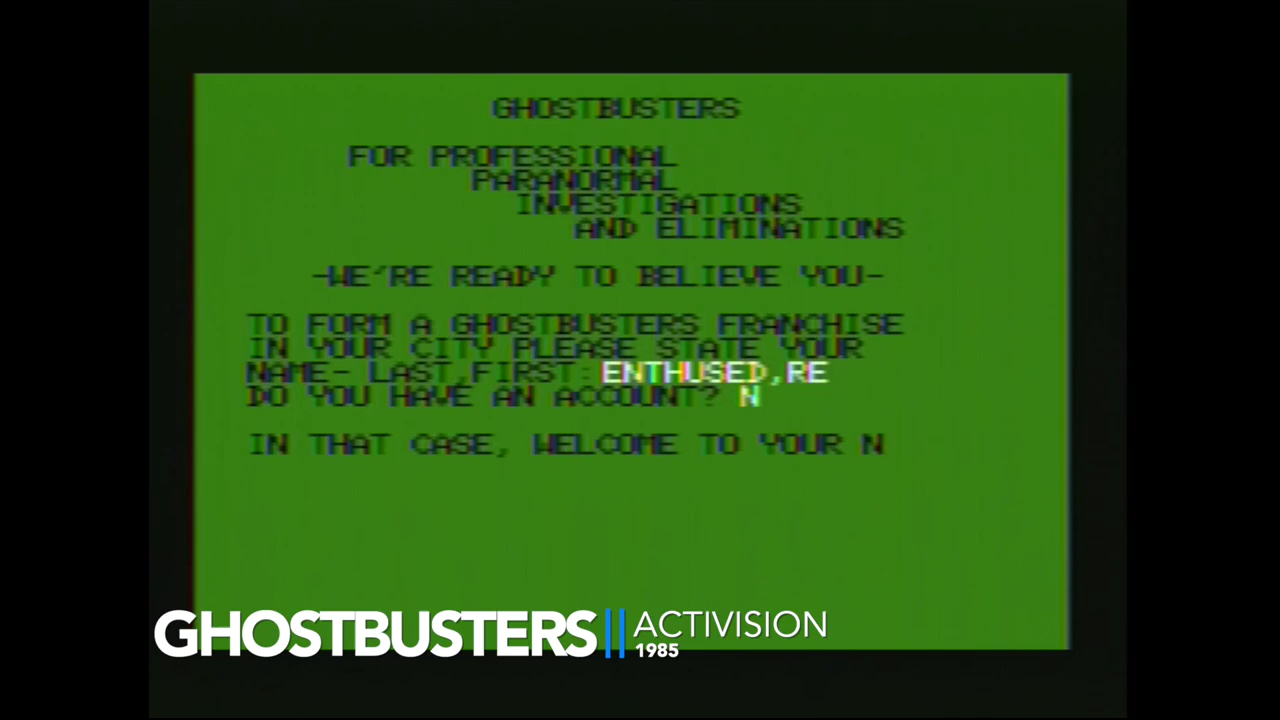 GHOSTBUSTERS
FOR PROFESSIONAL
PARANORMAL
INVESTIGATIONS
AND ELIMINATIONS
-WE'RE READY TO BELIEVE YOU-
TO FORM A GHOSTBUSTERS FRANCHISE
IN YOUR CITY PLEASE STATE YOUR
NAME- LAST,FIRST:ENTHUSED,RE
DO YOU HAVE AN ACCOUNT? N
IN THAT CASE, WELCOME TO YOUR N
GHOSTBUSTERS || ACTIVISION
1985